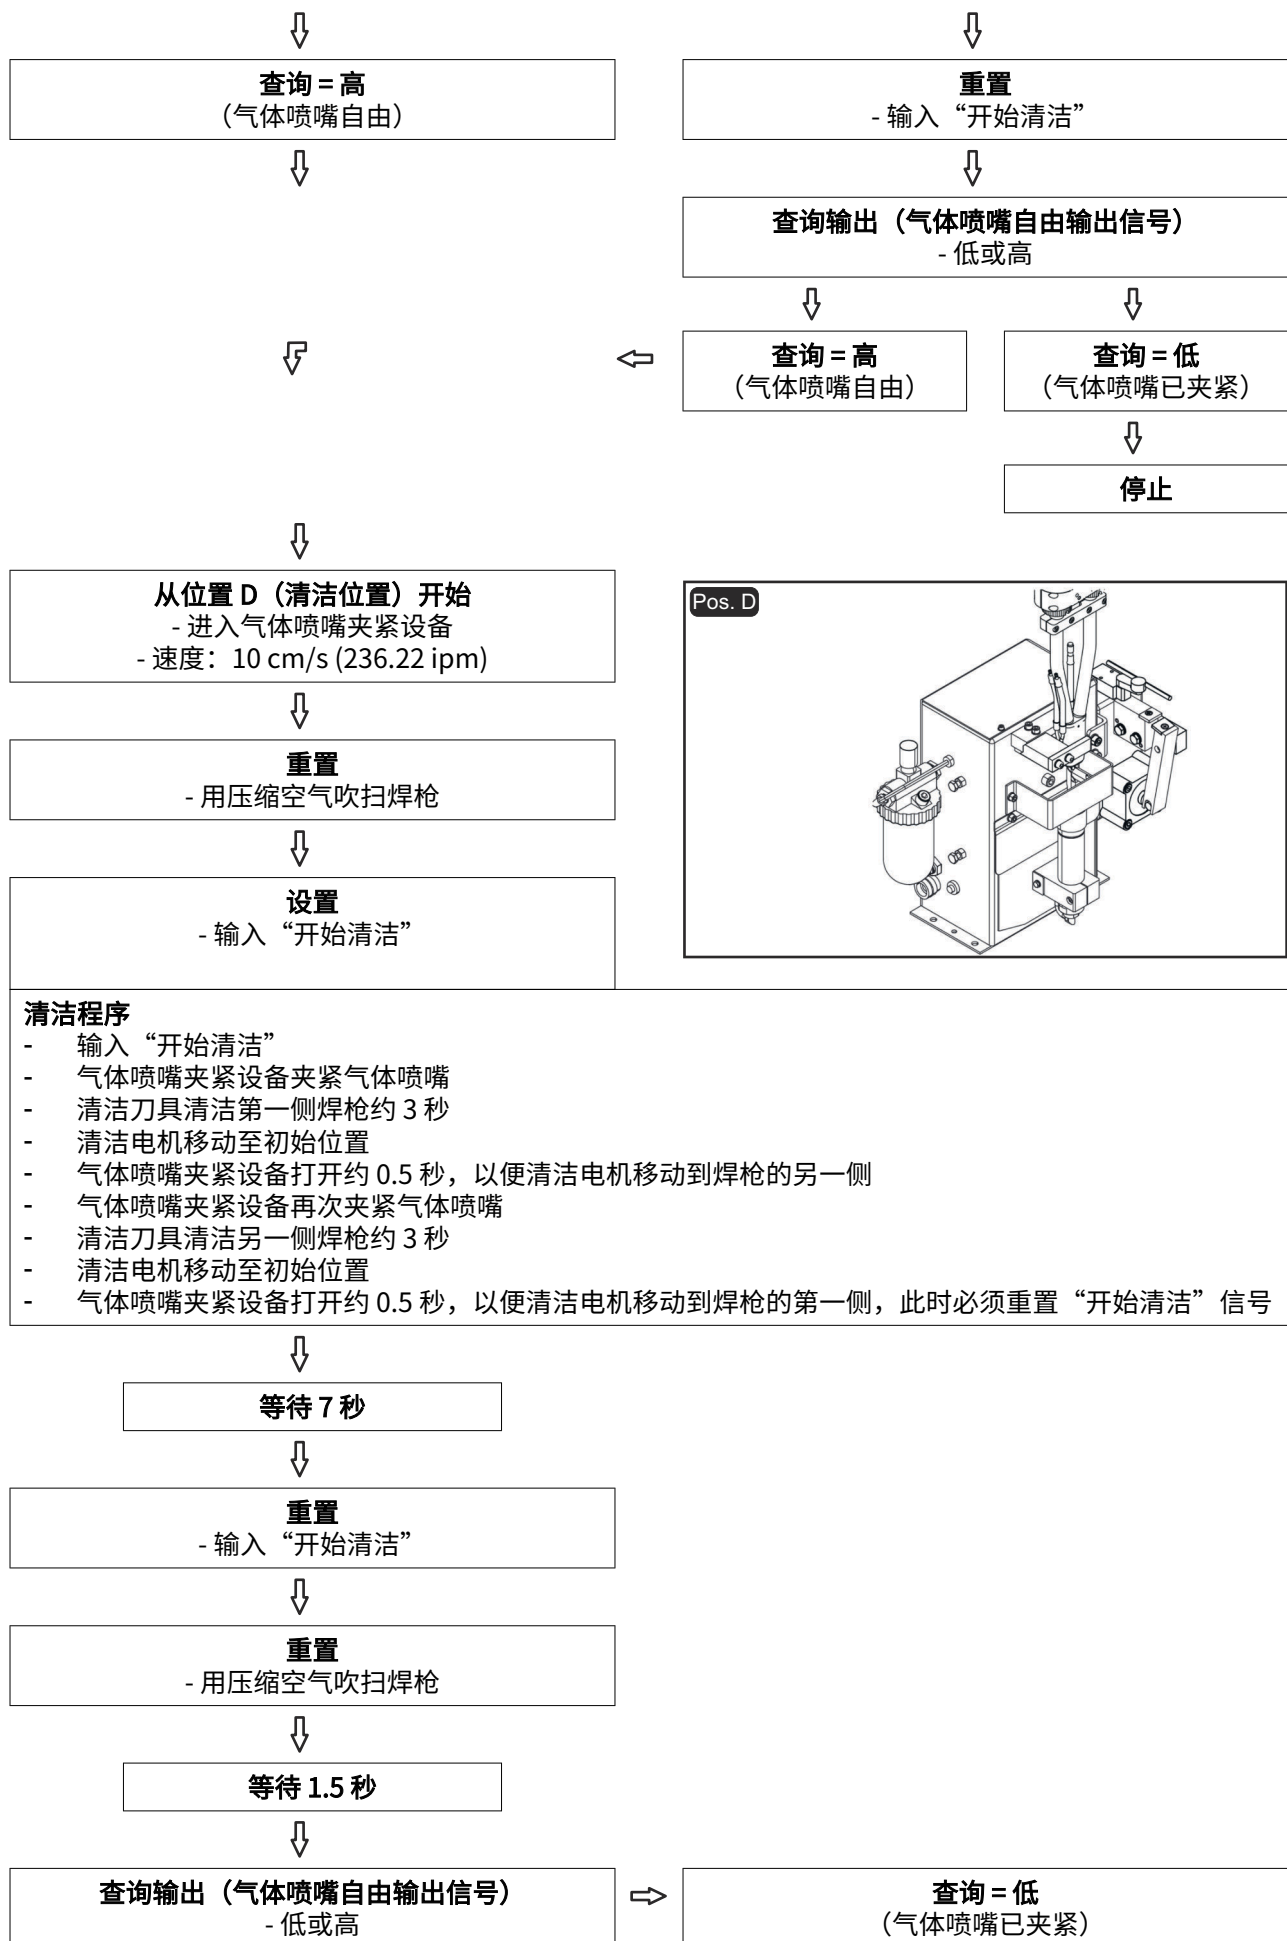 查询 = 高
（气体喷嘴自由）
重置
- 输入“开始清洁”
查询输出（气体喷嘴自由输出信号）
- 低或高
查询 = 高
（气体喷嘴自由）
查询 = 低
（气体喷嘴已夹紧）
停止
从位置 D（清洁位置）开始
- 进入气体喷嘴夹紧设备
- 速度：10 cm/s (236.22 ipm)
Pos. D
重置
- 用压缩空气吹扫焊枪
设置
- 输入“开始清洁”
清洁程序
- 输入“开始清洁”
- 气体喷嘴夹紧设备夹紧气体喷嘴
- 清洁刀具清洁第一侧焊枪约 3 秒
- 清洁电机移动至初始位置
- 气体喷嘴夹紧设备打开约 0.5 秒，以便清洁电机移动到焊枪的另一侧
- 气体喷嘴夹紧设备再次夹紧气体喷嘴
- 清洁刀具清洁另一侧焊枪约 3 秒
- 清洁电机移动至初始位置
- 气体喷嘴夹紧设备打开约 0.5 秒，以便清洁电机移动到焊枪的第一侧，此时必须重置“开始清洁”信号
等待 7 秒
重置
- 输入“开始清洁”
重置
- 用压缩空气吹扫焊枪
等待 1.5 秒
查询输出（气体喷嘴自由输出信号）
- 低或高
查询 = 低
（气体喷嘴已夹紧）